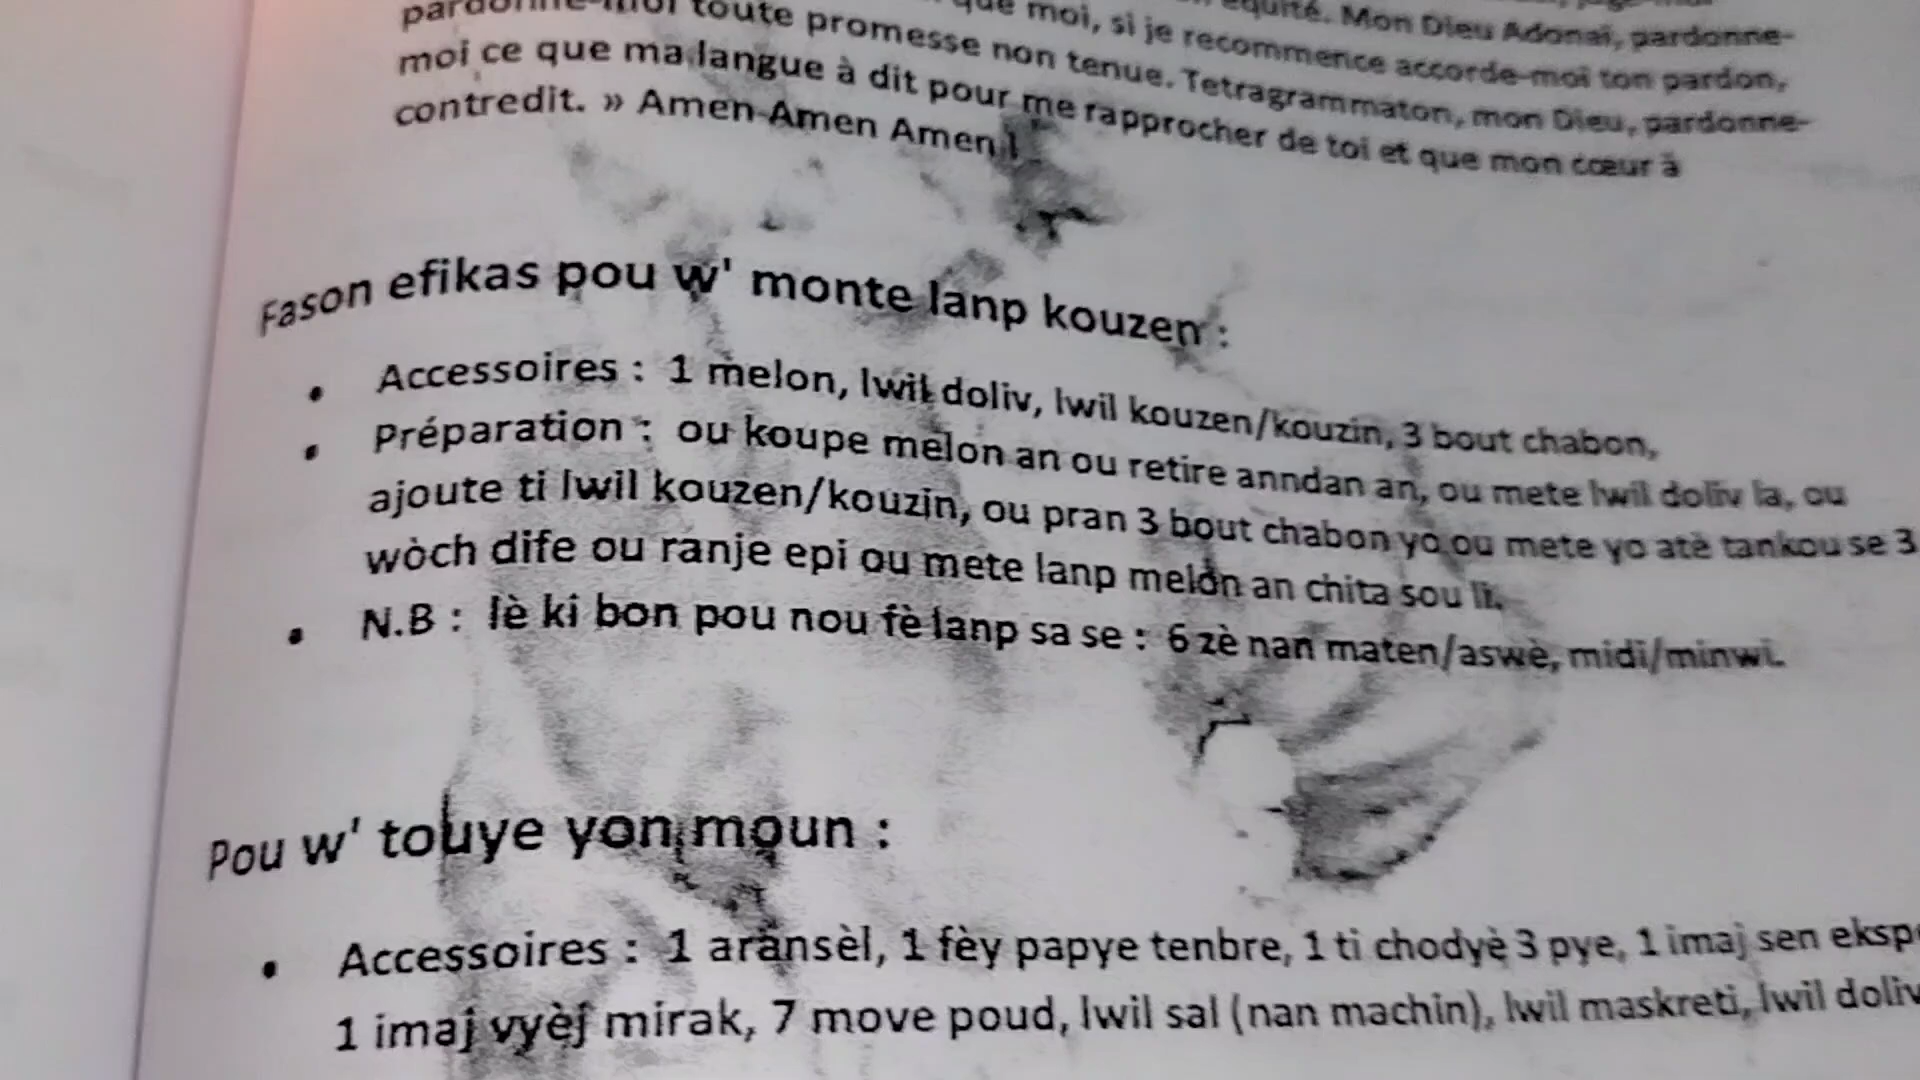 équité. Mon Dieu Adonaï, pardonne-
que moi, si je recommence accorde-moi ton pardon,
pardonne-moi toute promesse non tenue. Tetragrammaton, mon Dieu, pardonne-
moi ce que ma langue à dit pour me rapprocher de toi et que mon cœur à
contredit. » Amen Amen Amen !
Fason efikas pou w' monte lanp kouzen :
• Accessoires : 1 melon, lwil doliv, lwil kouzen/kouzin, 3 bout chabon,
• Préparation : ou koupe melon an ou retire anndan an, ou mete lwil doliv la, ou
ajoute ti lwil kouzen/kouzin, ou pran 3 bout chabon yo ou mete yo atè tankou se 3
wòch dife ou ranje epi ou mete lanp melon an chita sou li.
• N.B : lè ki bon pou nou fè lanp sa se : 6 zè nan maten/aswè, midi/minwi.
Pou w' touye yon moun :
• Accessoires : 1 aransèl, 1 fèy papye tenbre, 1 ti chodyè 3 pye, 1 imaj sen
1 imaj vyèj mirak, 7 move poud, lwil sal (nan machin), lwil maskreti, lwil doliv